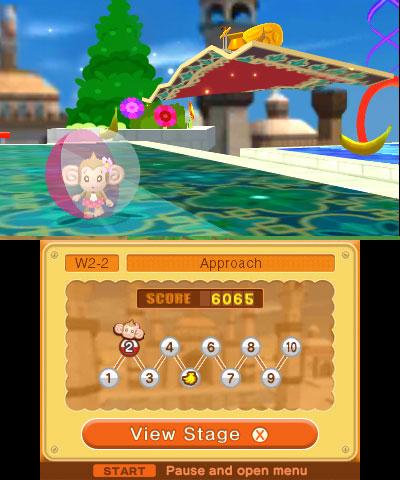 W2-2 Approach
SCORE 6065
2 4 6 8 10
1 3 7 9
View Stage X
START Pause and open menu